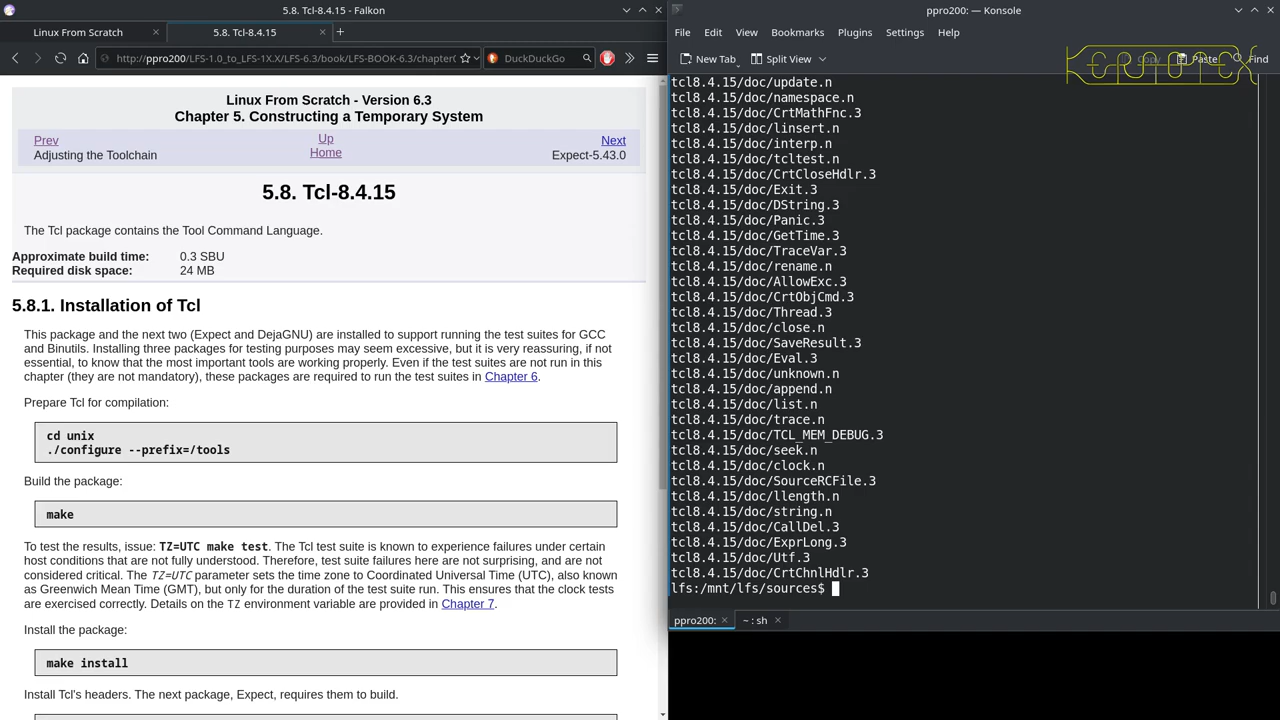 5.8. Tcl-8.4.15 - Falkon
Linux From Scratch
5.8. Tcl-8.4.15
http://ppro200/LFS-1.0_to_LFS-1X.X/LFS-6.3/book/LFS-BOOK-6.3/chapter0
DuckDuckGo
Linux From Scratch - Version 6.3
Chapter 5. Constructing a Temporary System
Prev
Up
Next
Adjusting the Toolchain
Home
Expect-5.43.0
5.8. Tcl-8.4.15
The Tcl package contains the Tool Command Language.
Approximate build time: 0.3 SBU
Required disk space: 24 MB
5.8.1. Installation of Tcl
This package and the next two (Expect and DejaGNU) are installed to support running the test suites for GCC
and Binutils. Installing three packages for testing purposes may seem excessive, but it is very reassuring, if not
essential, to know that the most important tools are working properly. Even if the test suites are not run in this
chapter (they are not mandatory), these packages are required to run the test suites in Chapter 6.
Prepare Tcl for compilation:
cd unix
./configure --prefix=/tools
Build the package:
make
To test the results, issue: TZ=UTC make test. The Tcl test suite is known to experience failures under certain
host conditions that are not fully understood. Therefore, test suite failures here are not surprising, and are not
considered critical. The TZ=UTC parameter sets the time zone to Coordinated Universal Time (UTC), also known as
Greenwich Mean Time (GMT), but only for the duration of the test suite run. This ensures that the clock tests
are exercised correctly. Details on the TZ environment variable are provided in Chapter 7.
Install the package:
make install
Install Tcl's headers. The next package, Expect, requires them to build.
ppro200: — Konsole
File Edit View Bookmarks Plugins Settings Help
New Tab Split View Copy Paste Find
tcl8.4.15/doc/update.n
tcl8.4.15/doc/namespace.n
tcl8.4.15/doc/CrtMathFnc.3
tcl8.4.15/doc/linsert.n
tcl8.4.15/doc/interp.n
tcl8.4.15/doc/tcltest.n
tcl8.4.15/doc/CrtCloseHdlr.3
tcl8.4.15/doc/Exit.3
tcl8.4.15/doc/DString.3
tcl8.4.15/doc/Panic.3
tcl8.4.15/doc/GetTime.3
tcl8.4.15/doc/TraceVar.3
tcl8.4.15/doc/rename.n
tcl8.4.15/doc/AllowExc.3
tcl8.4.15/doc/CrtObjCmd.3
tcl8.4.15/doc/Thread.3
tcl8.4.15/doc/close.n
tcl8.4.15/doc/SaveResult.3
tcl8.4.15/doc/Eval.3
tcl8.4.15/doc/unknown.n
tcl8.4.15/doc/append.n
tcl8.4.15/doc/list.n
tcl8.4.15/doc/trace.n
tcl8.4.15/doc/TCL_MEM_DEBUG.3
tcl8.4.15/doc/seek.n
tcl8.4.15/doc/clock.n
tcl8.4.15/doc/SourceRCFile.3
tcl8.4.15/doc/llength.n
tcl8.4.15/doc/string.n
tcl8.4.15/doc/CallDel.3
tcl8.4.15/doc/ExprLong.3
tcl8.4.15/doc/Utf.3
tcl8.4.15/doc/CrtChnlHdlr.3
lfs:/mnt/lfs/sources$
ppro200:
~ : sh